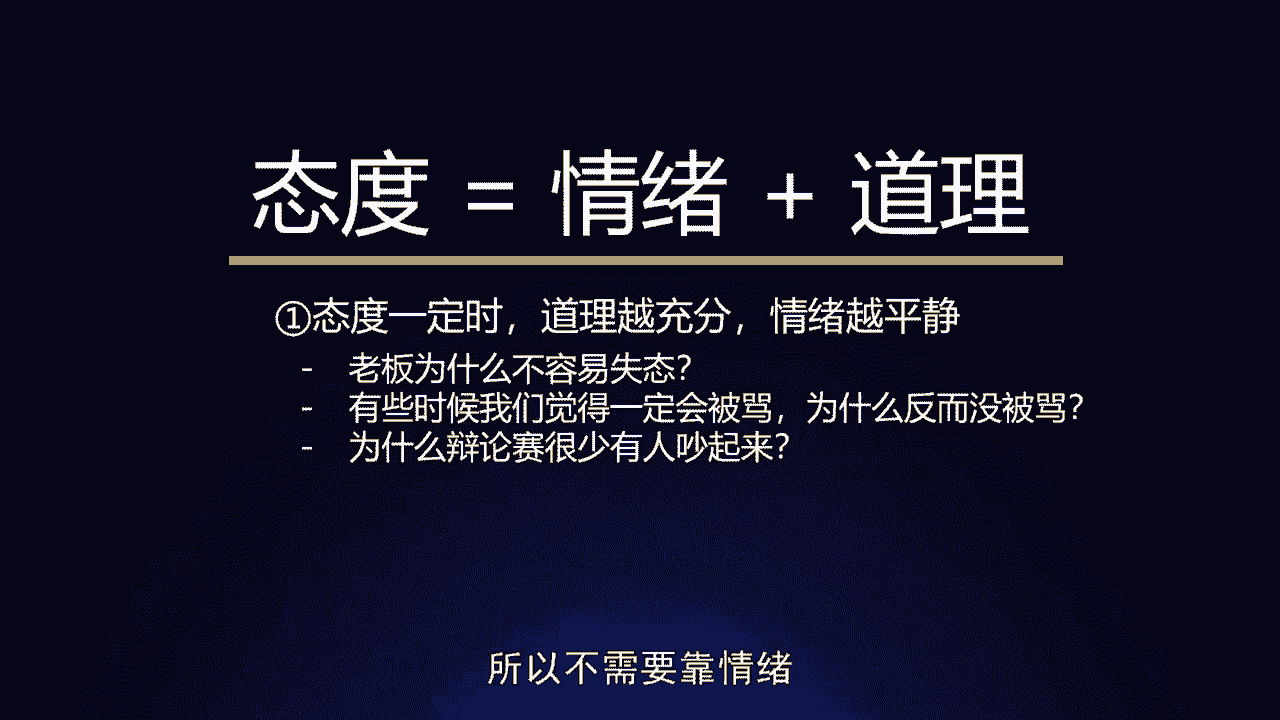 态度 = 情绪 + 道理
①态度一定时，道理越充分，情绪越平静
- 老板为什么不容易失态？
- 有些时候我们觉得一定会被骂，为什么反而没被骂？
- 为什么辩论赛很少有人吵起来？
所以不需要靠情绪